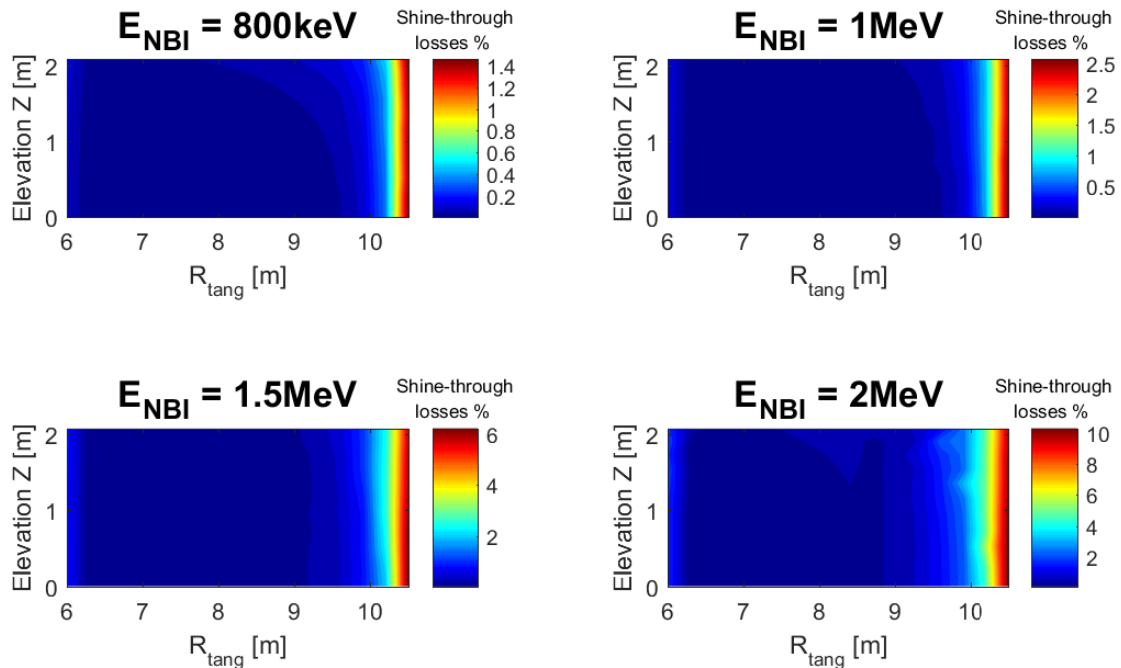 E_NBI = 800keV
Shine-through
losses %
Elevation Z [m]
2
1
0
6 7 8 9 10
R_tang [m]
1.4
1.2
1
0.8
0.6
0.4
0.2
E_NBI = 1MeV
Shine-through
losses %
Elevation Z [m]
2
1
0
6 7 8 9 10
R_tang [m]
2.5
2
1.5
1
0.5
E_NBI = 1.5MeV
Shine-through
losses %
Elevation Z [m]
2
1
0
6 7 8 9 10
R_tang [m]
6
4
2
E_NBI = 2MeV
Shine-through
losses %
Elevation Z [m]
2
1
0
6 7 8 9 10
R_tang [m]
10
8
6
4
2